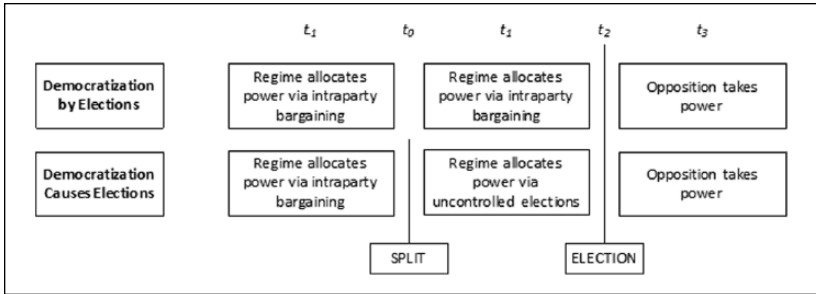 t1 t0 t1 t2 t3
Democratization
by Elections
Regime allocates
power via intraparty
bargaining
Regime allocates
power via intraparty
bargaining
Opposition takes
power
Democratization
Causes Elections
Regime allocates
power via intraparty
bargaining
Regime allocates
power via
uncontrolled elections
Opposition takes
power
SPLIT
ELECTION